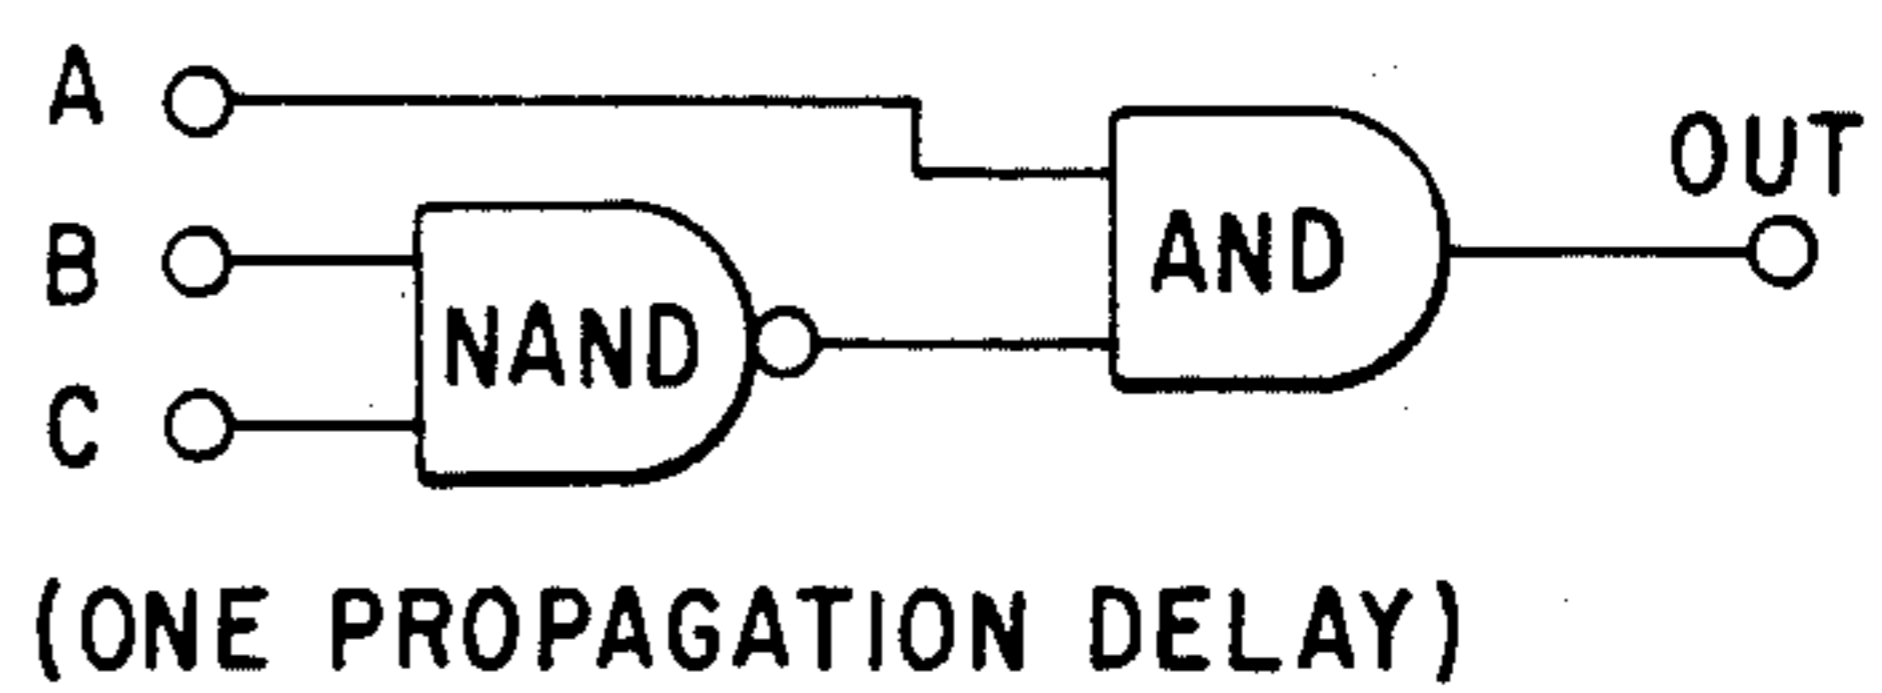 A
OUT
B
AND
NAND
C
(ONE PROPAGATION DELAY)